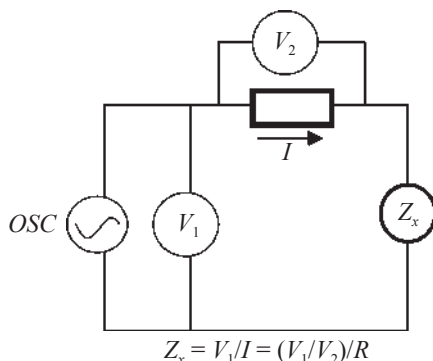 V₂
I
OSC
V₁
Zₓ
Zₓ = V₁/I = (V₁/V₂)/R